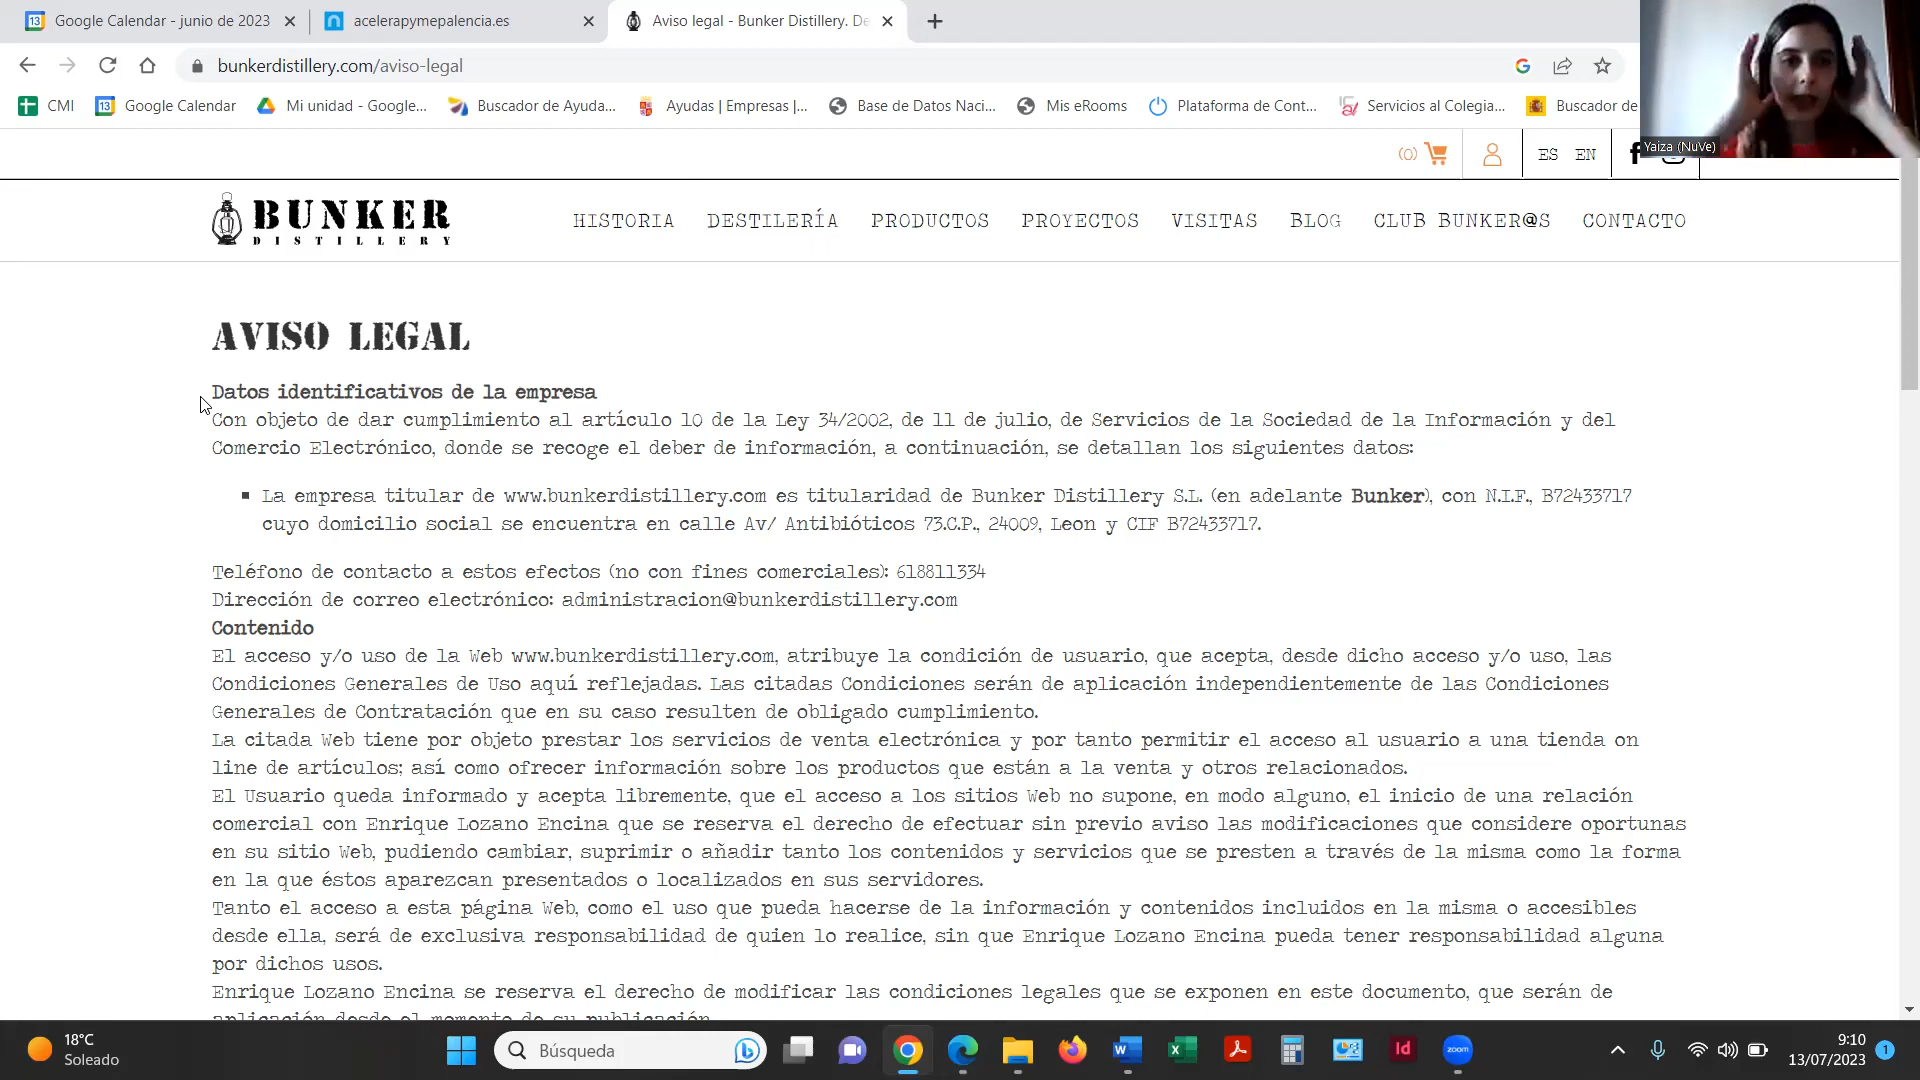 Google Calendar - junio de 2023
acelerapymepalencia.es
Aviso legal - Bunker Distillery. De
bunkerdistillery.com/aviso-legal
CMI
Google Calendar
Mi unidad - Google...
Buscador de Ayuda...
Ayudas | Empresas |...
Base de Datos Naci...
Mis eRooms
Plataforma de Cont...
Servicios al Colegia...
Buscador de
Yaiza (NuVe)
(0)
ES EN
BUNKER
DISTILLERY
HISTORIA DESTILERÍA PRODUCTOS PROYECTOS VISITAS BLOG CLUB BUNKER@S CONTACTO
AVISO LEGAL
Datos identificativos de la empresa
Con objeto de dar cumplimiento al artículo 10 de la Ley 34/2002, de 11 de julio, de Servicios de la Sociedad de la Información y del
Comercio Electrónico, donde se recoge el deber de información, a continuación, se detallan los siguientes datos:
La empresa titular de www.bunkerdistillery.com es titularidad de Bunker Distillery S.L. (en adelante Bunker), con N.I.F., B72433717
cuyo domicilio social se encuentra en calle Av/ Antibióticos 73.C.P., 24009, Leon y CIF B72433717.
Teléfono de contacto a estos efectos (no con fines comerciales): 618811334
Dirección de correo electrónico: administracion@bunkerdistillery.com
Contenido
El acceso y/o uso de la Web www.bunkerdistillery.com, atribuye la condición de usuario, que acepta, desde dicho acceso y/o uso, las
Condiciones Generales de Uso aquí reflejadas. Las citadas Condiciones serán de aplicación independientemente de las Condiciones
Generales de Contratación que en su caso resulten de obligado cumplimiento.
La citada Web tiene por objeto prestar los servicios de venta electrónica y por tanto permitir el acceso al usuario a una tienda on
line de artículos; así como ofrecer información sobre los productos que están a la venta y otros relacionados.
El Usuario queda informado y acepta libremente, que el acceso a los sitios Web no supone, en modo alguno, el inicio de una relación
comercial con Enrique Lozano Encina que se reserva el derecho de efectuar sin previo aviso las modificaciones que considere oportunas
en su sitio Web, pudiendo cambiar, suprimir o añadir tanto los contenidos y servicios que se presten a través de la misma como la forma
en la que éstos aparezcan presentados o localizados en sus servidores.
Tanto el acceso a esta página Web, como el uso que pueda hacerse de la información y contenidos incluidos en la misma o accesibles
desde ella, será de exclusiva responsabilidad de quien lo realice, sin que Enrique Lozano Encina pueda tener responsabilidad alguna
por dichos usos.
Enrique Lozano Encina se reserva el derecho de modificar las condiciones legales que se exponen en este documento, que serán de
aplicación desde el momento de su publicación
18°C
Soleado
Búsqueda
zoom
9:10
13/07/2023
1